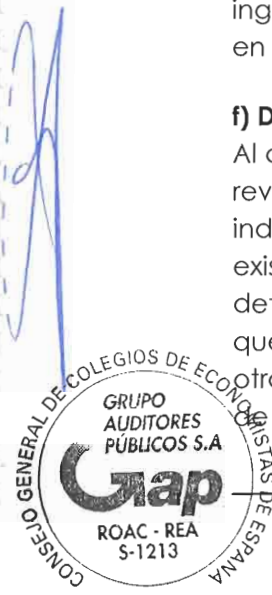 ing
en
f) D
Al c
rev
ind
exis
det
que
otro
CONSEJO GENERAL DE COLEGIOS DE ECONOMISTAS DE ESPAÑA
GRUPO
AUDITORES
PÚBLICOS S.A
Gap
ROAC - REA
S-1213